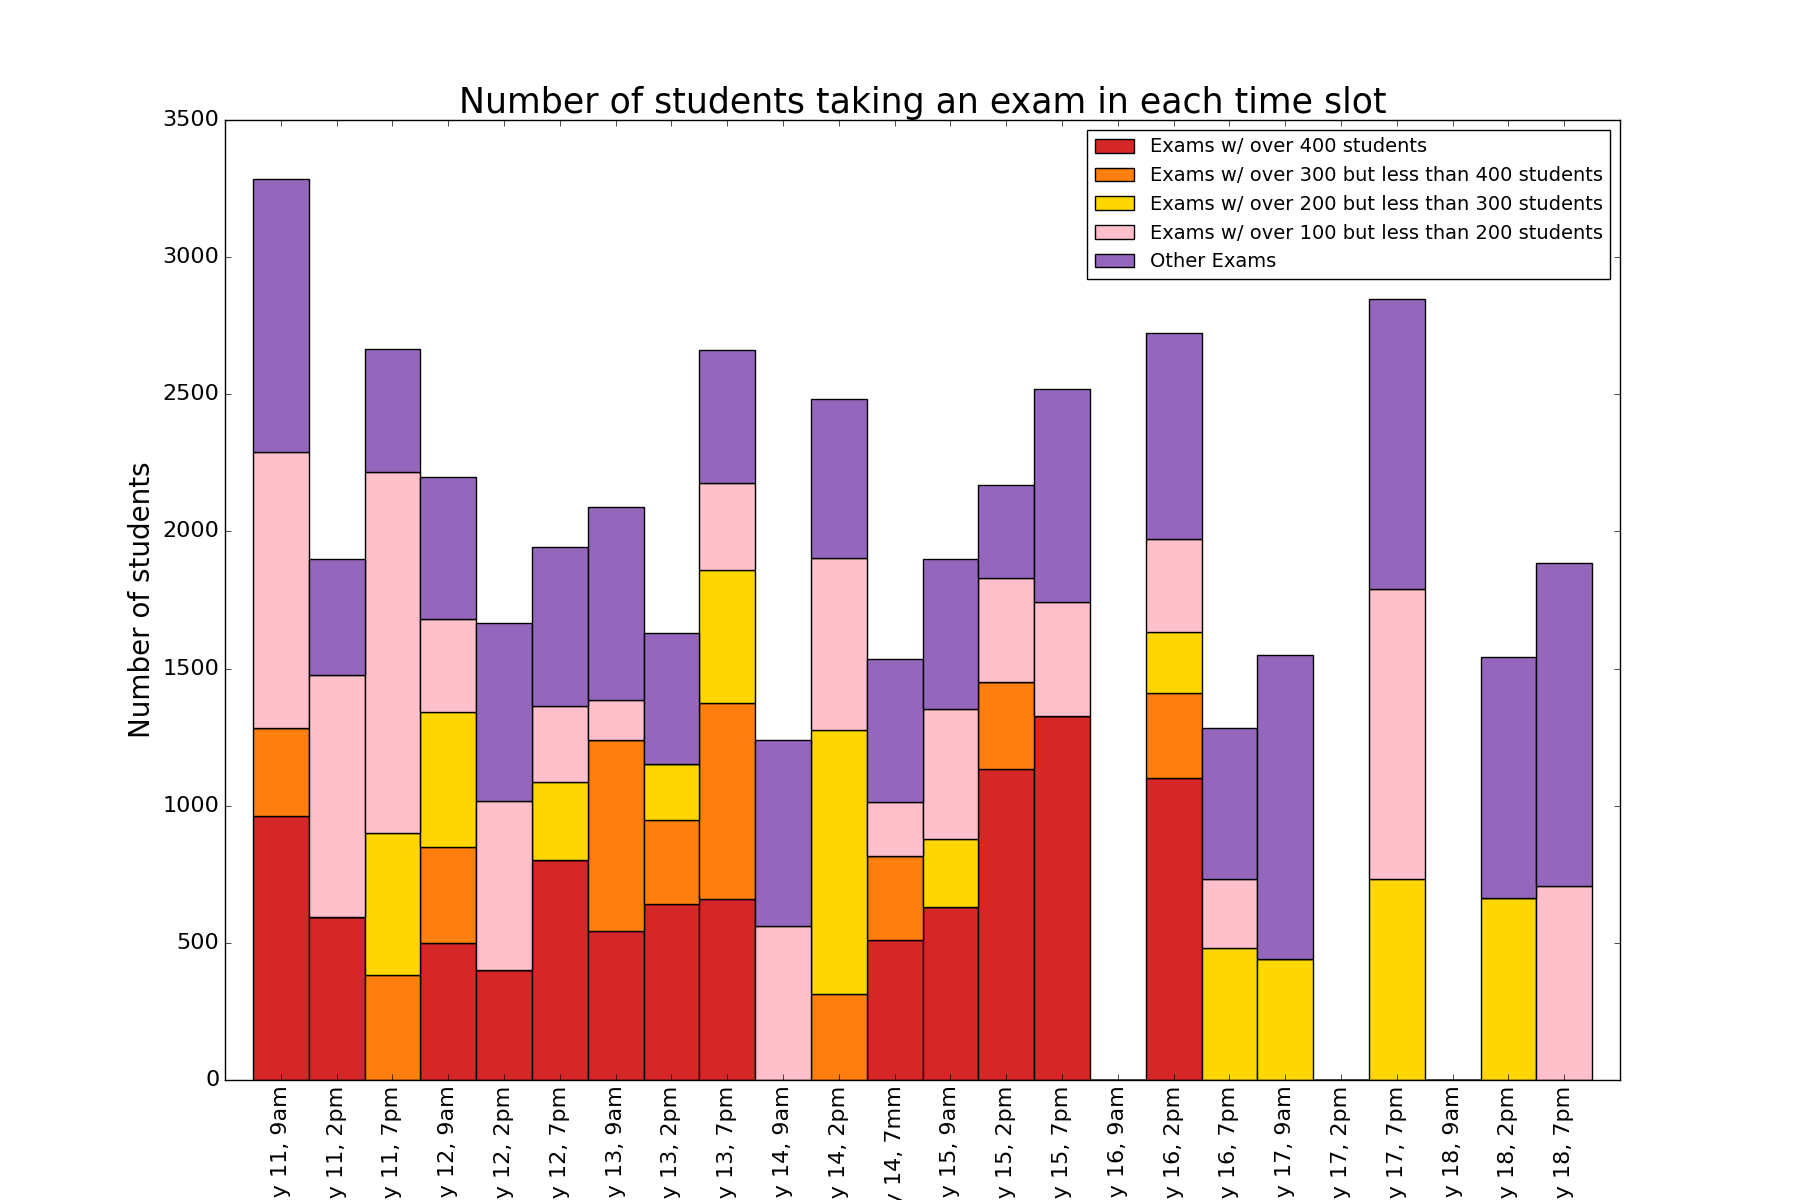 Number of students taking an exam in each time slot
Exams w/ over 400 students
Exams w/ over 300 but less than 400 students
Exams w/ over 200 but less than 300 students
Exams w/ over 100 but less than 200 students
Other Exams
Number of students
3500
3000
2500
2000
1500
1000
500
0
y 11, 9am
y 11, 2pm
y 11, 7pm
y 12, 9am
y 12, 2pm
y 12, 7pm
y 13, 9am
y 13, 2pm
y 13, 7pm
y 14, 9am
y 14, 2pm
y 14, 7mm
y 15, 9am
y 15, 2pm
y 15, 7pm
y 16, 9am
y 16, 2pm
y 16, 7pm
y 17, 9am
y 17, 2pm
y 17, 7pm
y 18, 9am
y 18, 2pm
y 18, 7pm